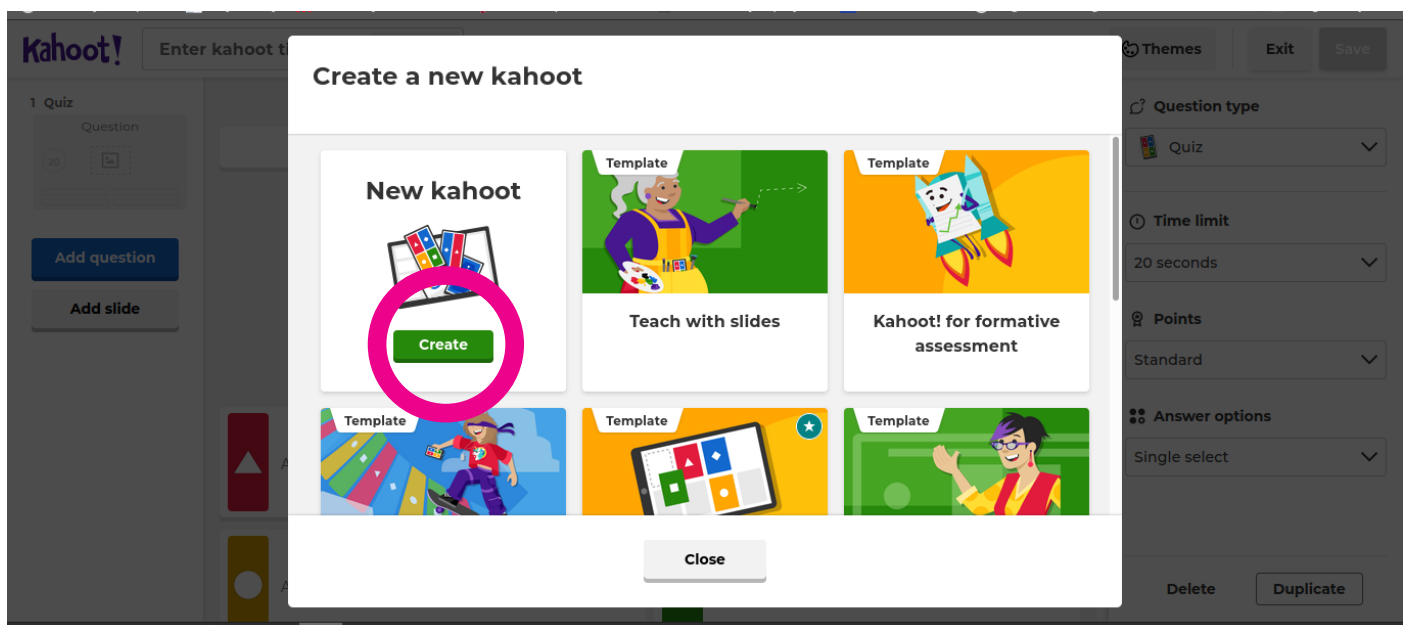 Kahoot!
Enter kahoot ti
Themes
Exit
Save
1 Quiz
Question
20
Add question
Add slide
Create a new kahoot
New kahoot
Create
Template
Teach with slides
Template
Kahoot! for formative
assessment
Template
Template
Template
Close
Question type
Quiz
Time limit
20 seconds
Points
Standard
Answer options
Single select
Delete
Duplicate